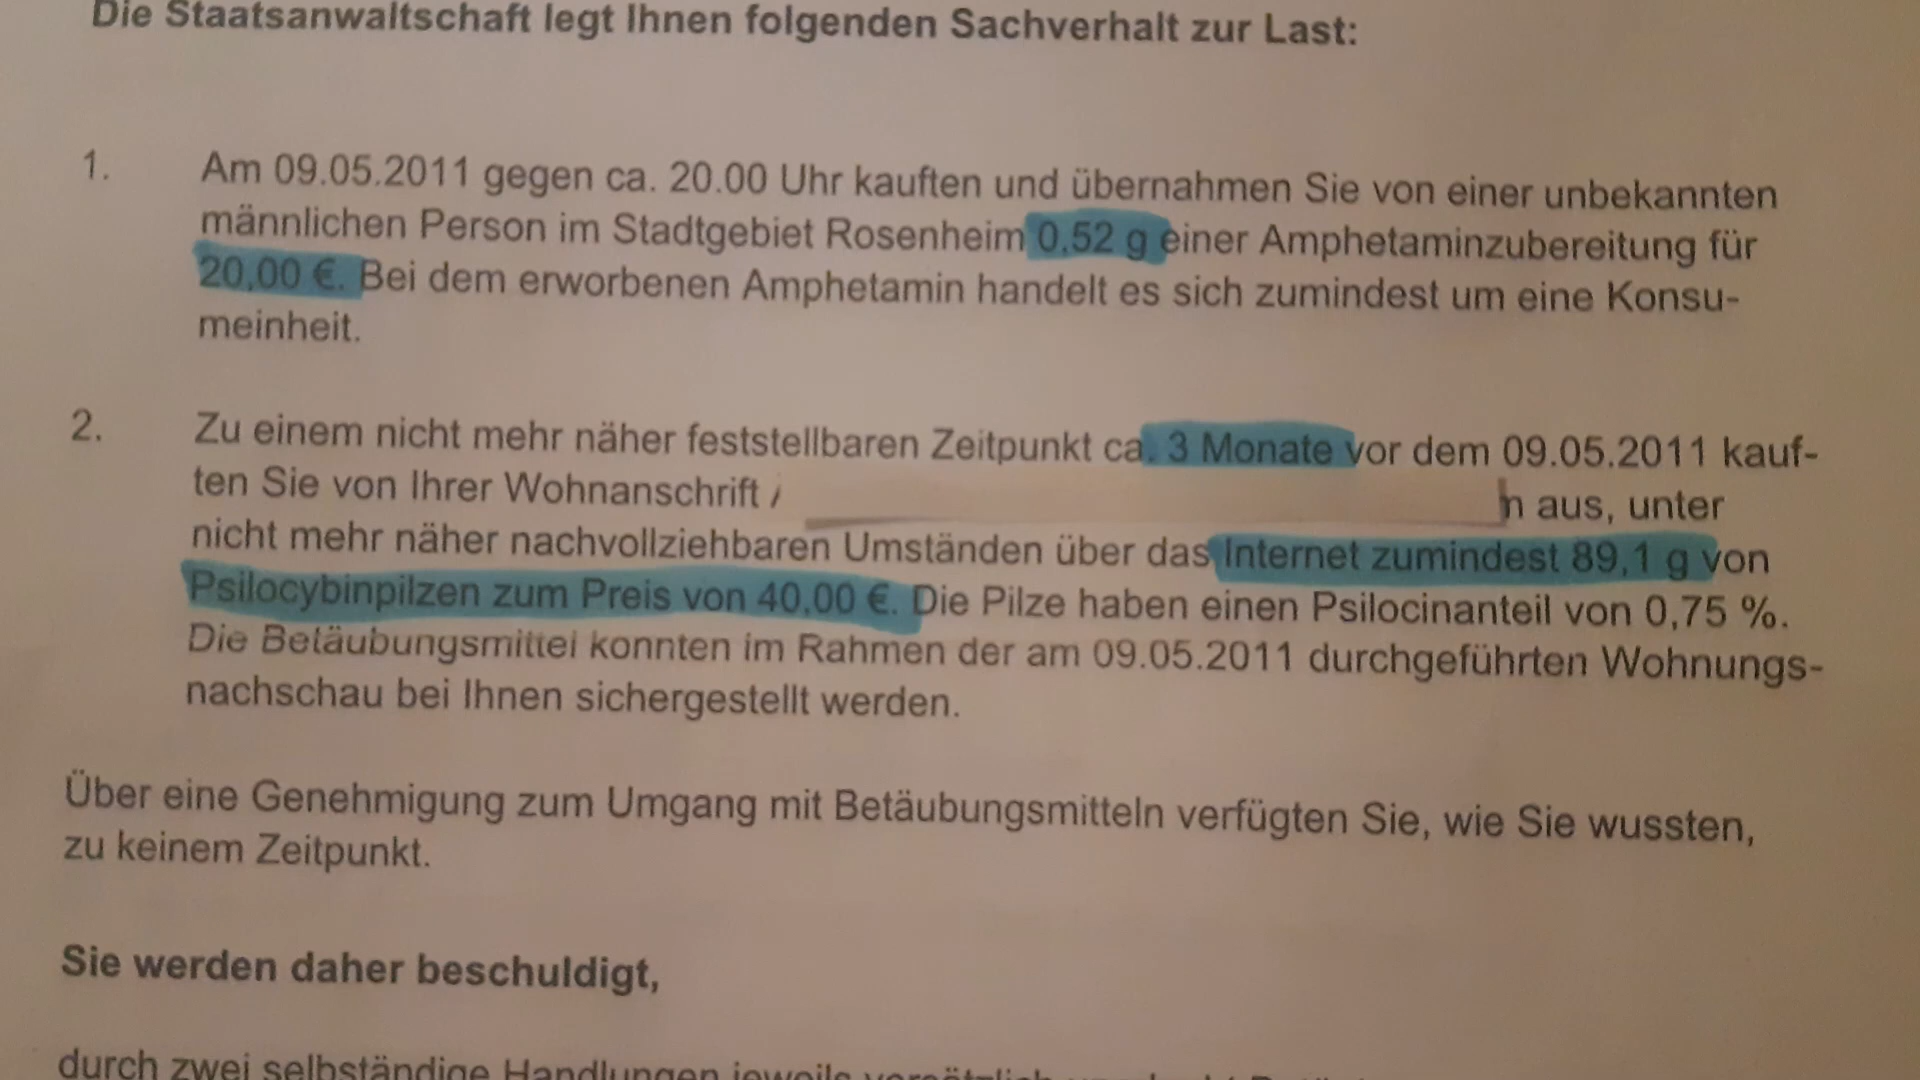 Die Staatsanwaltschaft legt Ihnen folgenden Sachverhalt zur Last:
1. Am 09.05.2011 gegen ca. 20.00 Uhr kauften und übernahmen Sie von einer unbekannten
männlichen Person im Stadtgebiet Rosenheim 0,52 g einer Amphetaminzubereitung für
20,00 €. Bei dem erworbenen Amphetamin handelt es sich zumindest um eine Konsu-
meinheit.
2. Zu einem nicht mehr näher feststellbaren Zeitpunkt ca. 3 Monate vor dem 09.05.2011 kauf-
ten Sie von Ihrer Wohnanschrift n aus, unter
nicht mehr näher nachvollziehbaren Umständen über das Internet zumindest 89,1 g von
Psilocybinpilzen zum Preis von 40,00 €. Die Pilze haben einen Psilocinanteil von 0,75 %.
Die Betäubungsmittel konnten im Rahmen der am 09.05.2011 durchgeführten Wohnungs-
nachschau bei Ihnen sichergestellt werden.
Über eine Genehmigung zum Umgang mit Betäubungsmitteln verfügten Sie, wie Sie wussten,
zu keinem Zeitpunkt.
Sie werden daher beschuldigt,
durch zwei selbständige Handlungen jeweils vorsätzlich